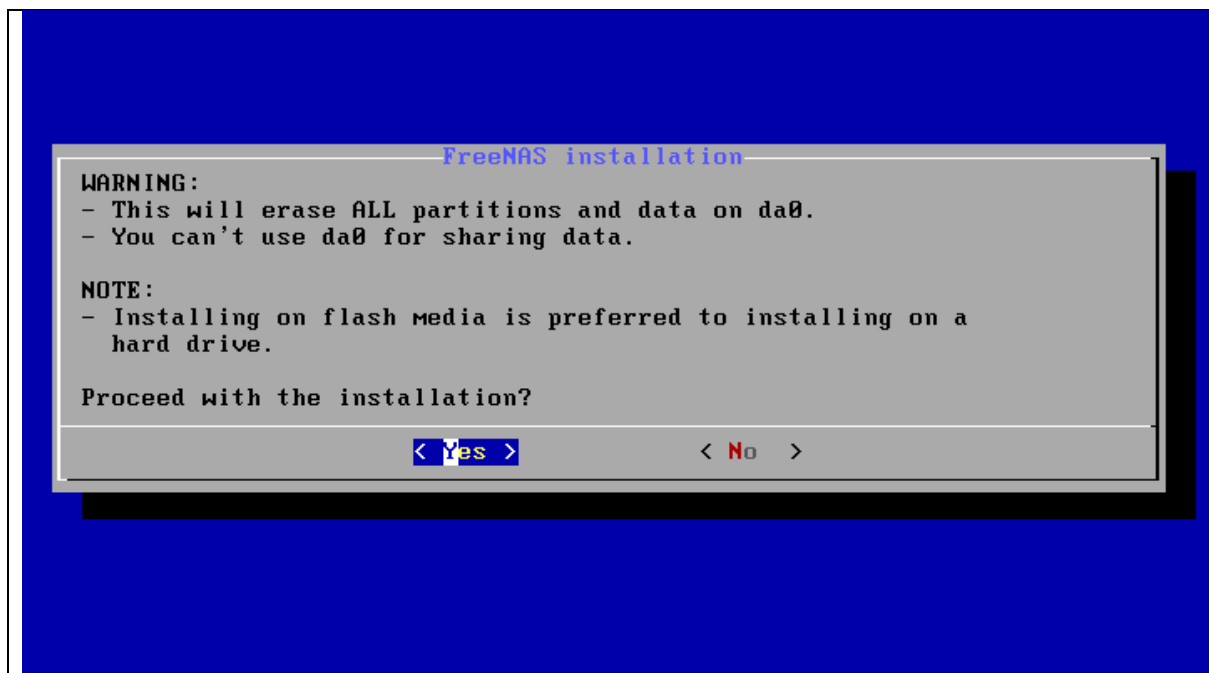 FreeNAS installation
WARNING:
- This will erase ALL partitions and data on da0.
- You can't use da0 for sharing data.
NOTE:
- Installing on flash media is preferred to installing on a
hard drive.
Proceed with the installation?
< Yes > < No >